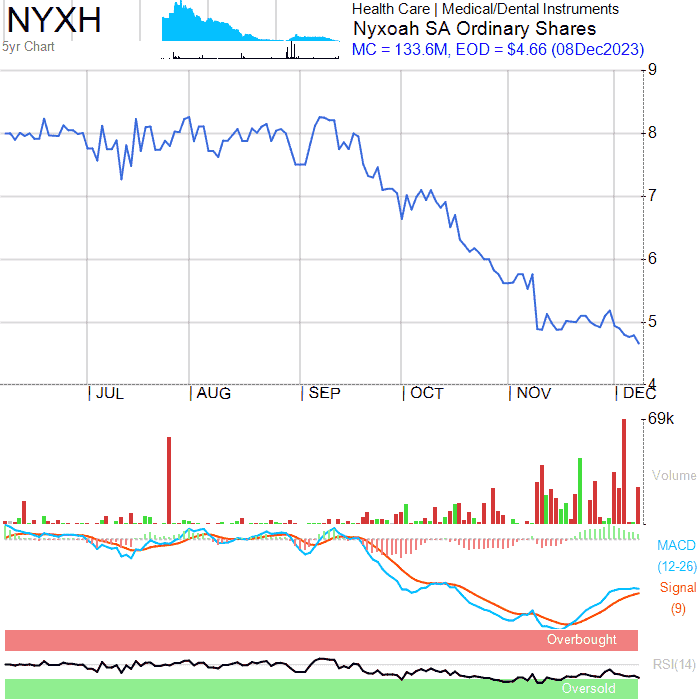 NYXH
5yr Chart
Health Care | Medical/Dental Instruments
Nyxoah SA Ordinary Shares
MC = 133.6M, EOD = $4.66 (08Dec2023)
9
8
7
6
5
4
JUL AUG SEP OCT NOV DEC
69k
Volume
MACD
(12-26)
Signal
(9)
Overbought
RSI(14)
Oversold